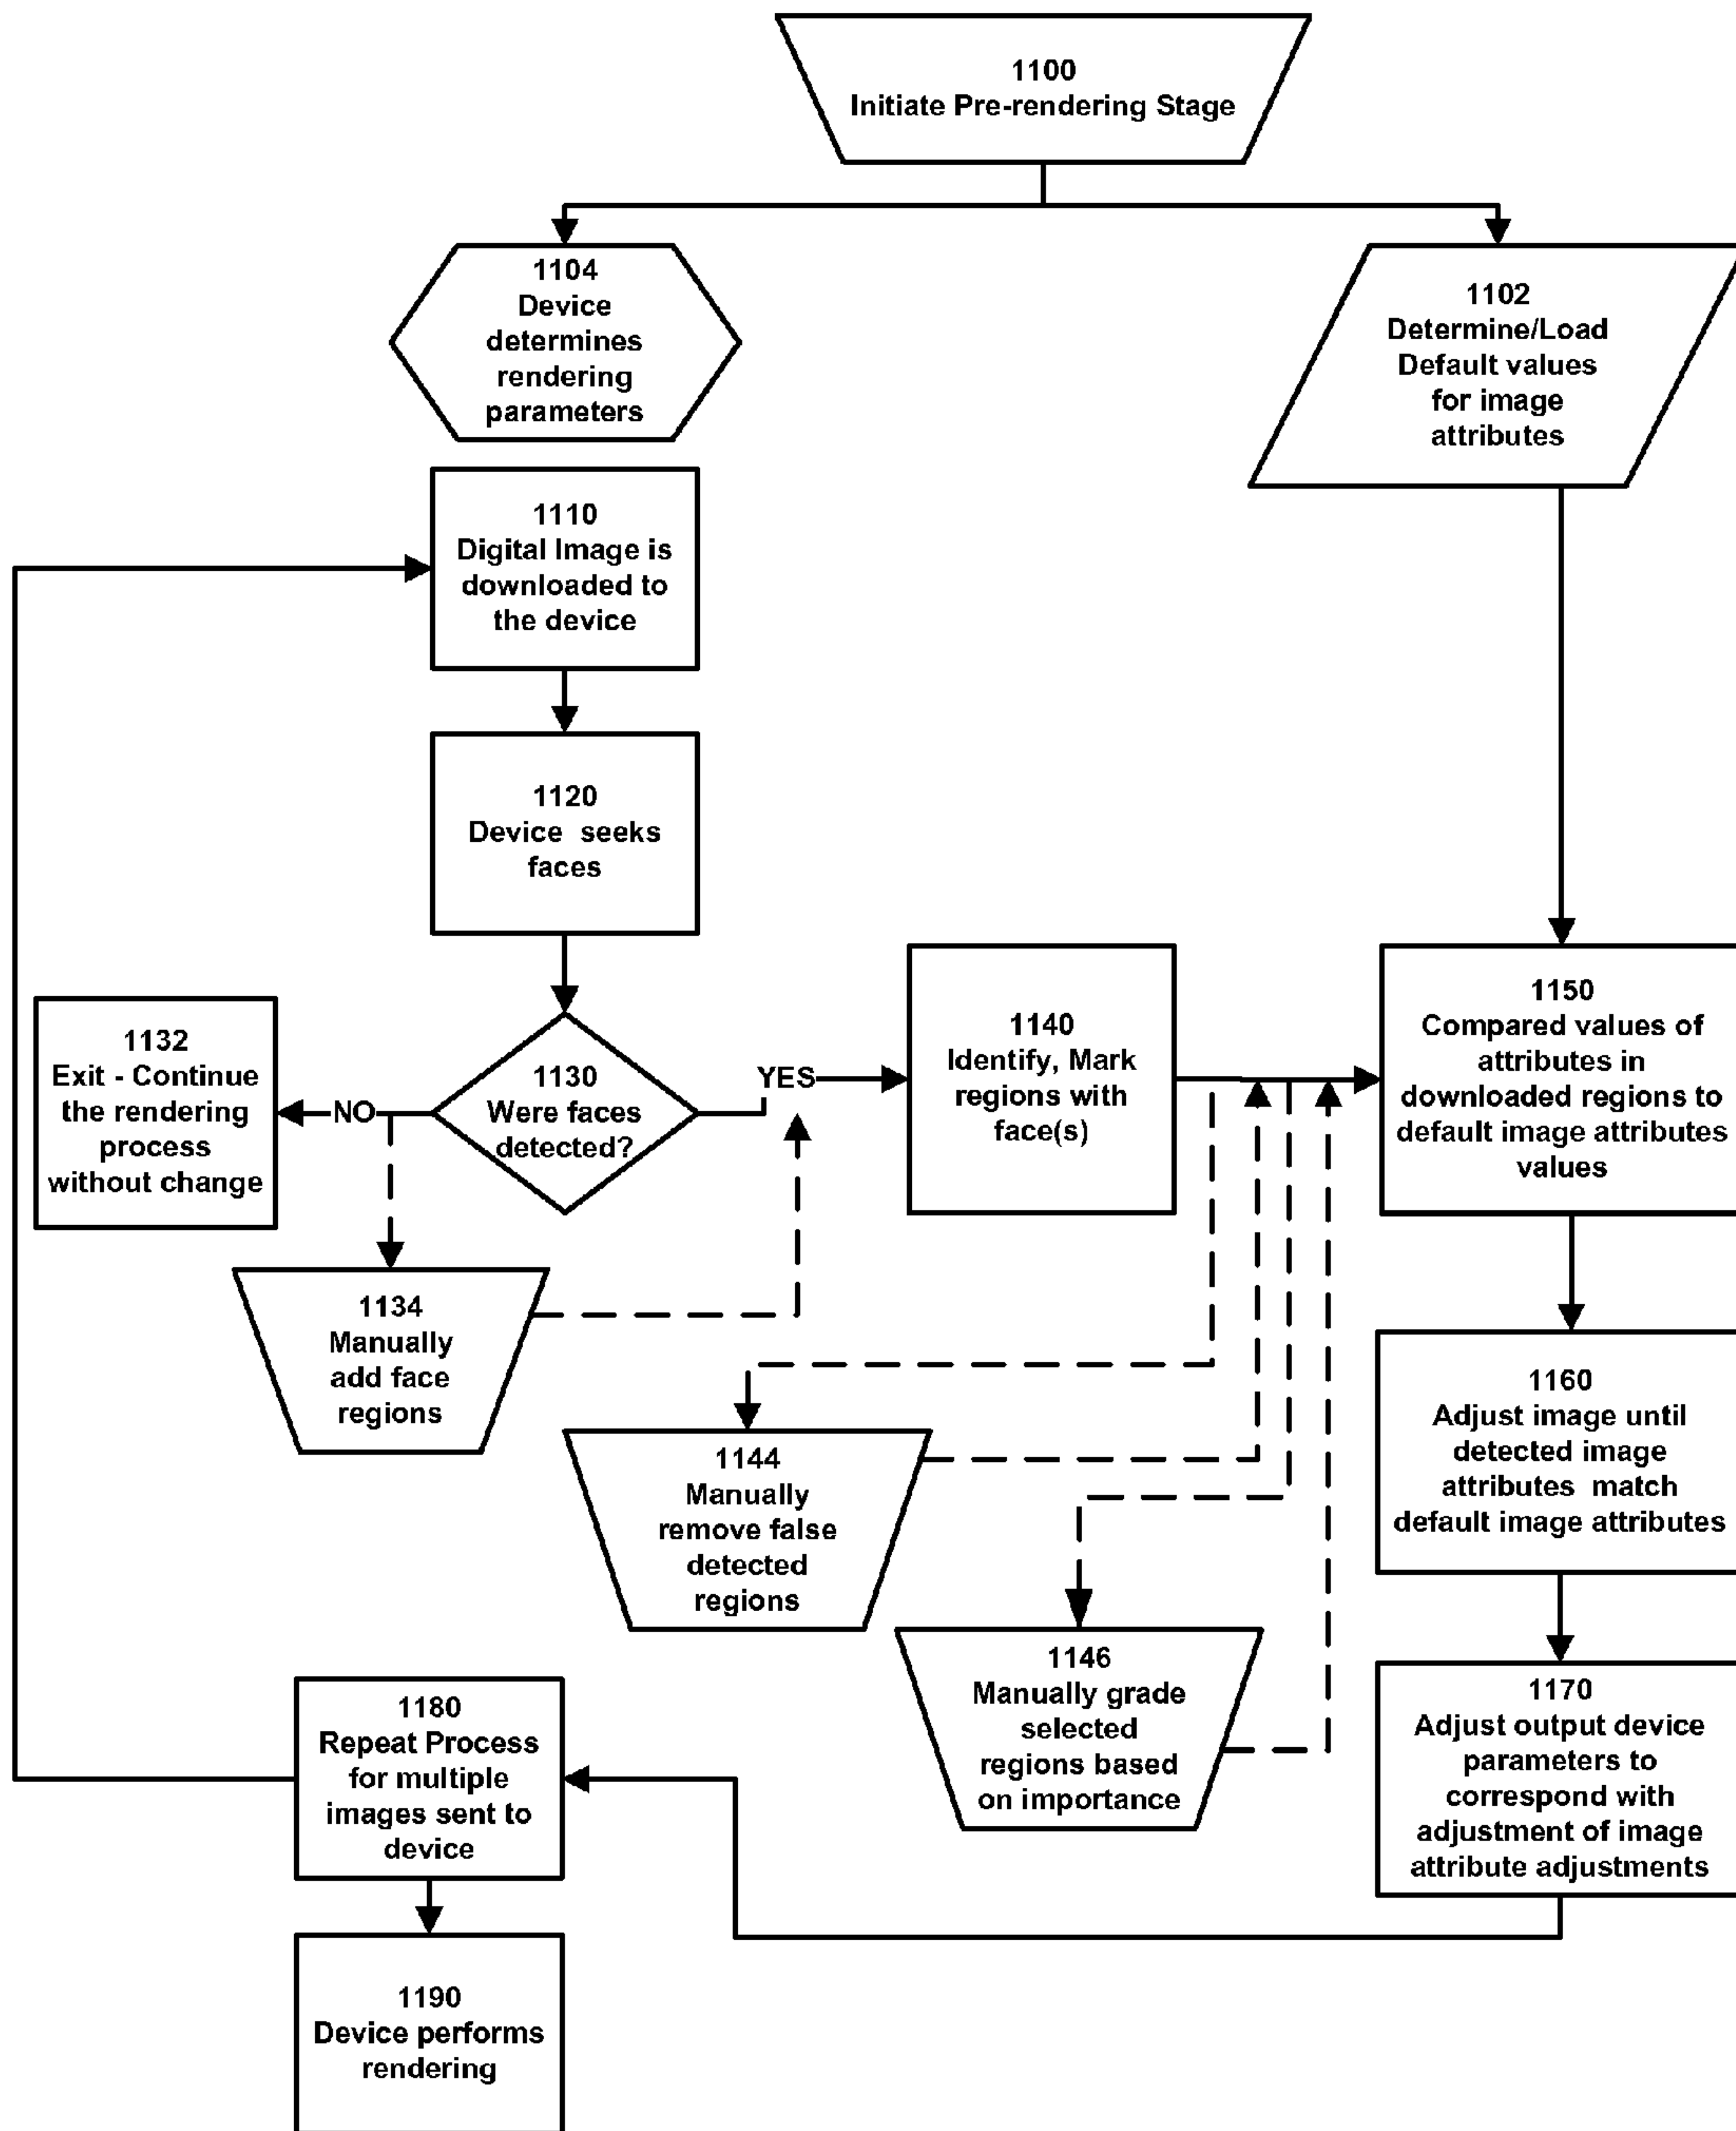 1100
Initiate Pre-rendering Stage
1104
Device
determines
rendering
parameters
1102
Determine/Load
Default values
for image
attributes
1110
Digital Image is
downloaded to
the device
1120
Device seeks
faces
1132
Exit - Continue
the rendering
process
without change
NO
1130
Were faces
detected?
YES
1140
Identify, Mark
regions with
face(s)
1150
Compared values of
attributes in
downloaded regions to
default image attributes
values
1134
Manually
add face
regions
1144
Manually
remove false
detected
regions
1160
Adjust image until
detected image
attributes match
default image attributes
1146
Manually grade
selected
regions based
on importance
1170
Adjust output device
parameters to
correspond with
adjustment of image
attribute adjustments
1180
Repeat Process
for multiple
images sent to
device
1190
Device performs
rendering